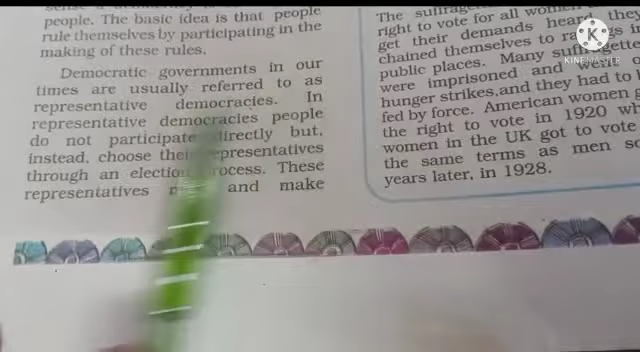 people. The basic idea is that people
rule themselves by participating in the
making of these rules.
Democratic governments in our
times are usually referred to as
representative democracies. In
representative democracies people
do not participate directly but,
instead, choose their representatives
through an election process. These
representatives and make
The
right to vote for all women
get their demands heard, they
chained themselves to in
public places. Many
were imprisoned and went
hunger strikes, and they had to
fed by force. American women
the right to vote in 1920
women in the UK got to vote
the same terms as men
years later, in 1928.
K
KINEMASTER